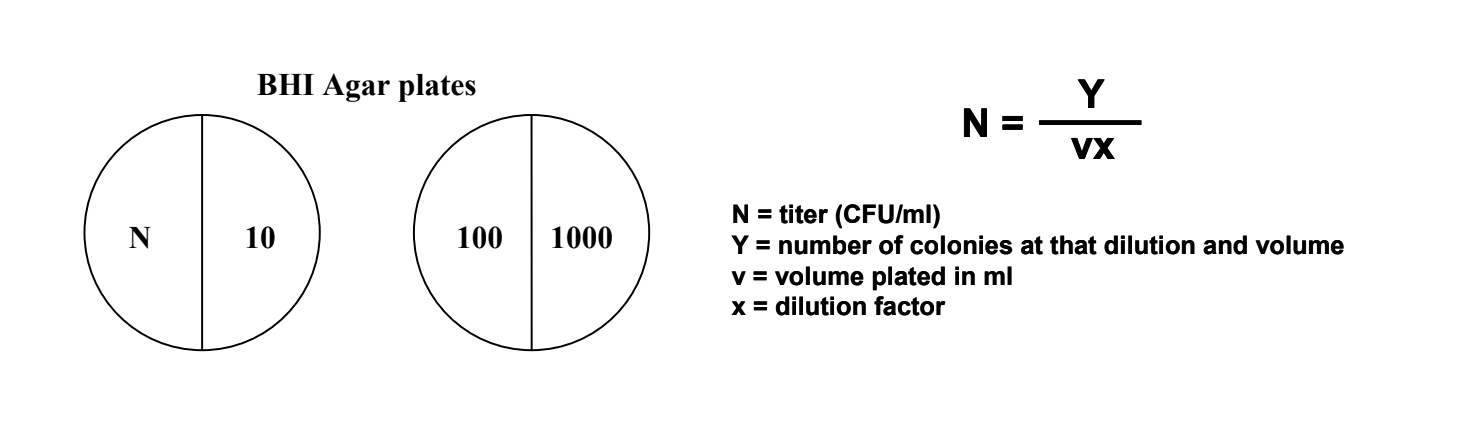 BHI Agar plates
N
10
100
1000
N = Y
vx
N = titer (CFU/ml)
Y = number of colonies at that dilution and volume
v = volume plated in ml
x = dilution factor